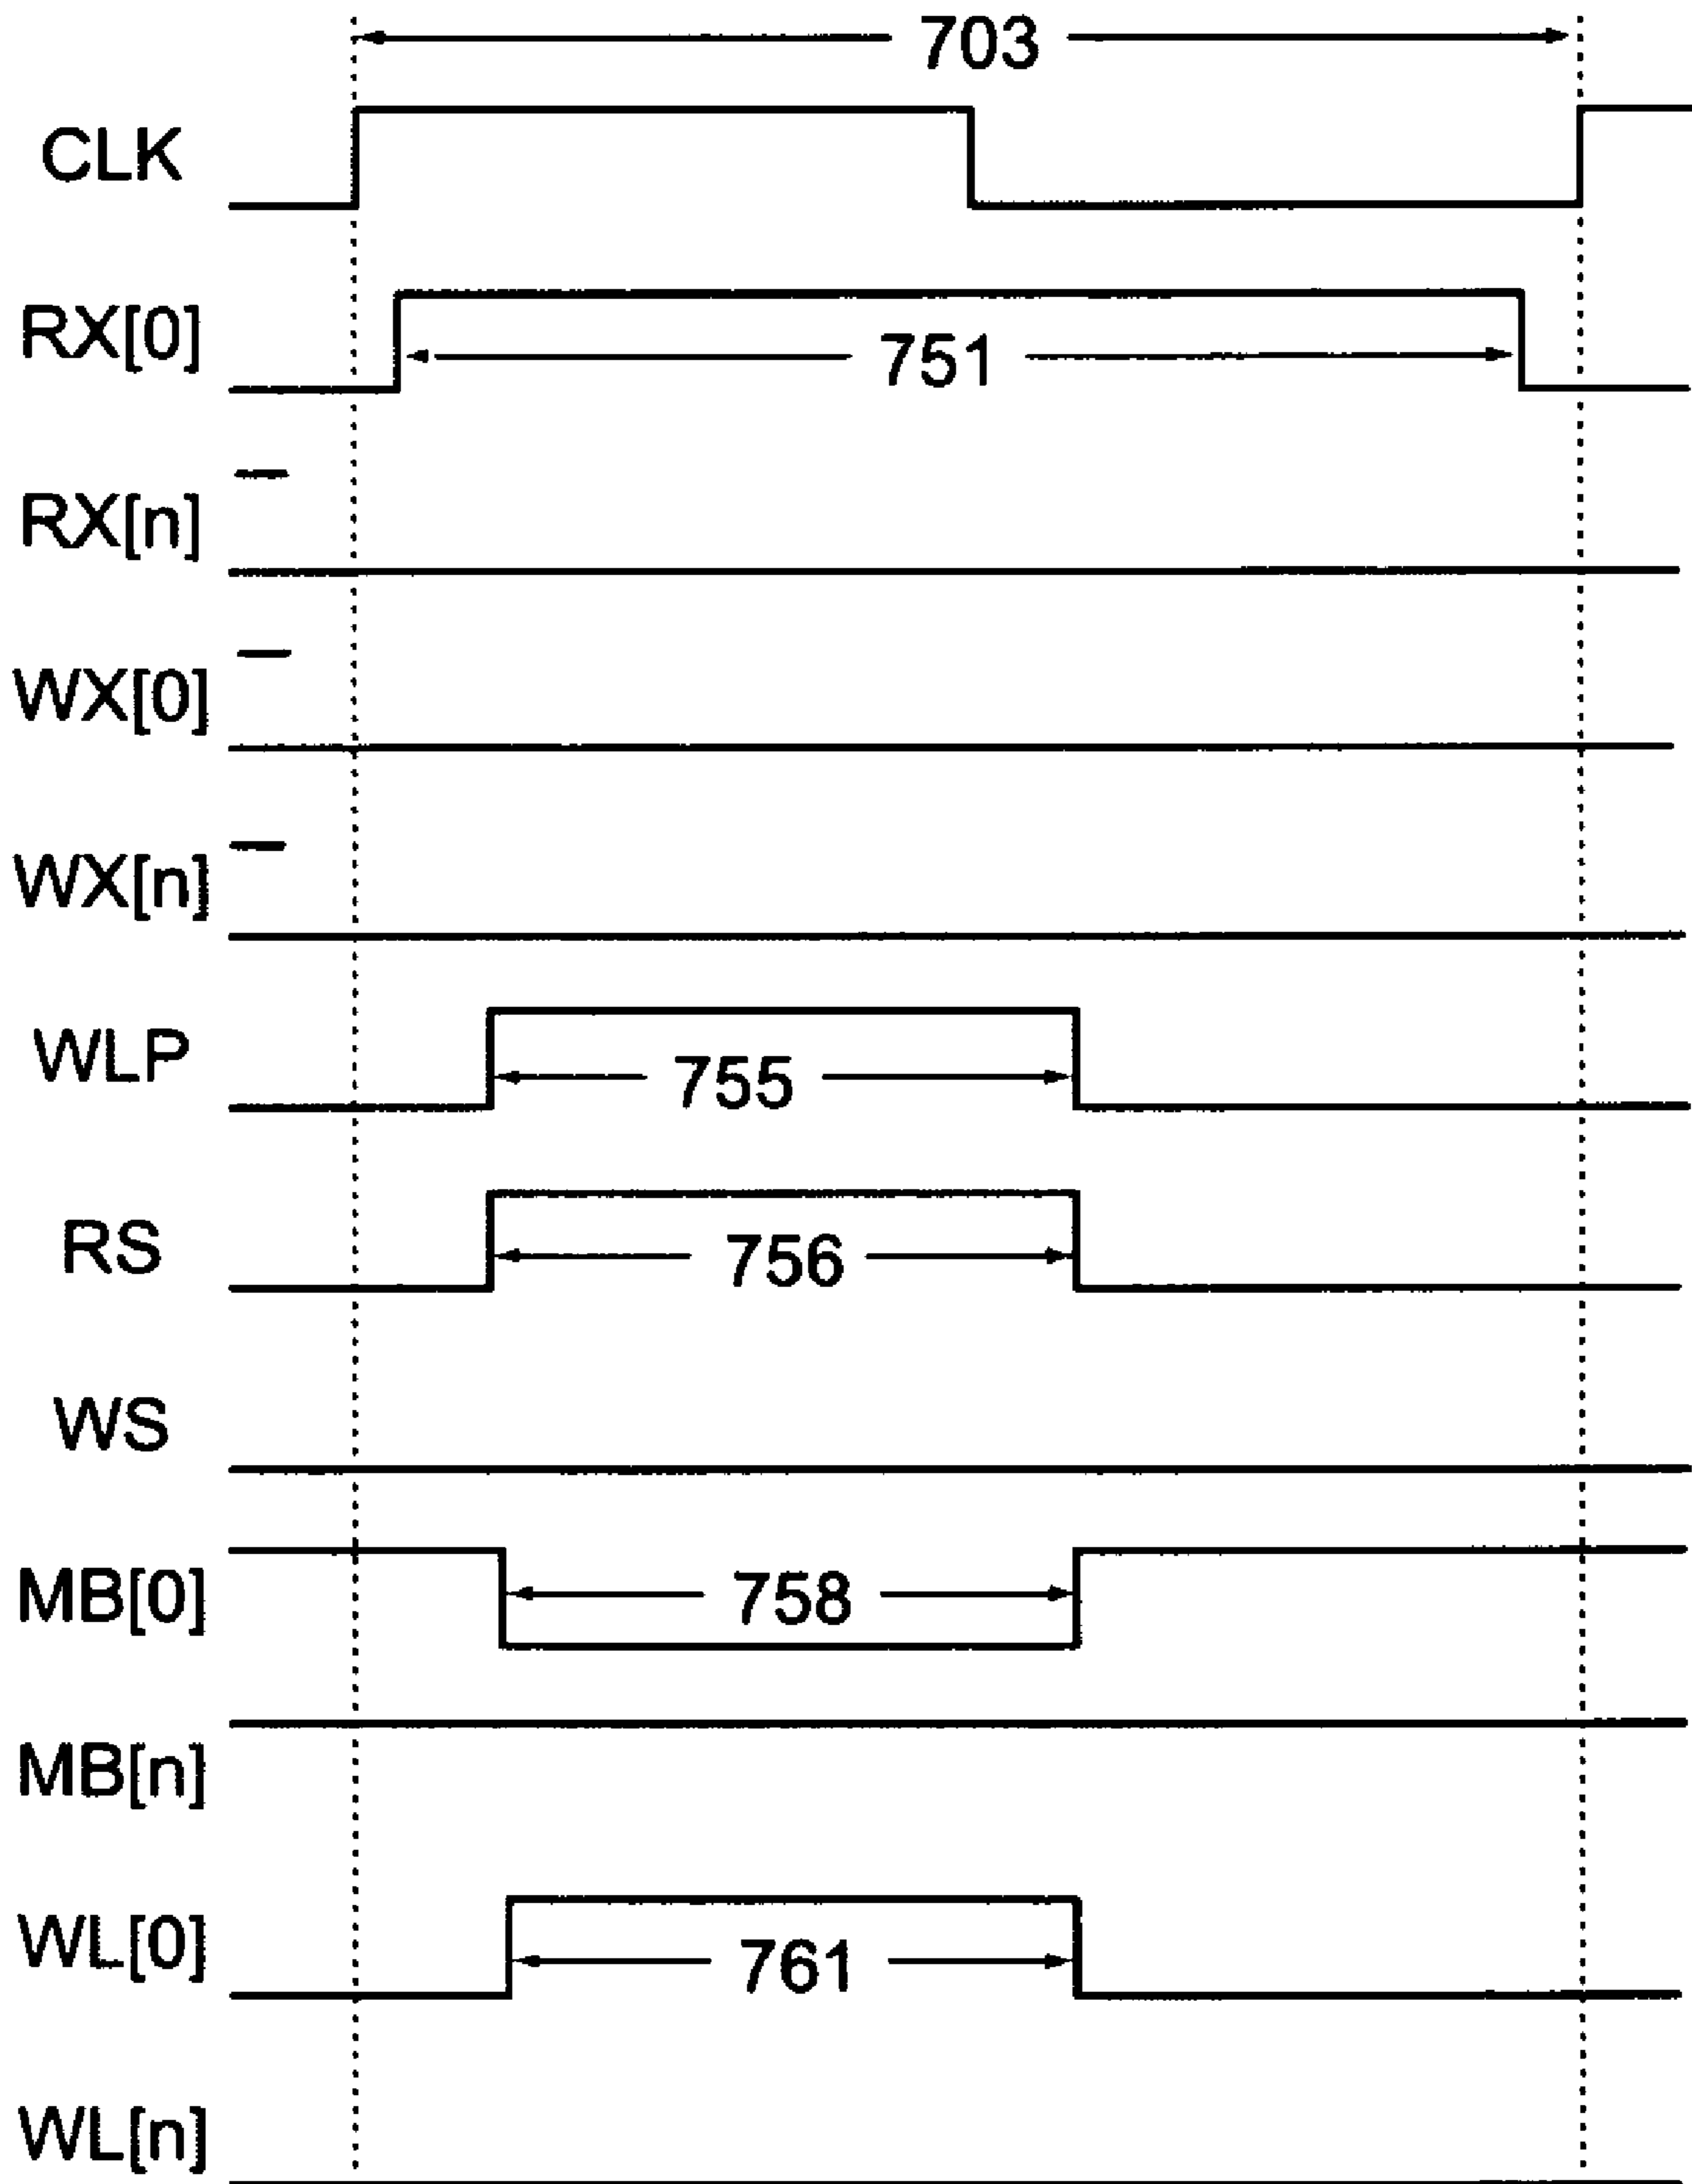 703
CLK
RX[0]
751
RX[n]
WX[0]
WX[n]
WLP
755
RS
756
WS
MB[0]
758
MB[n]
WL[0]
761
WL[n]